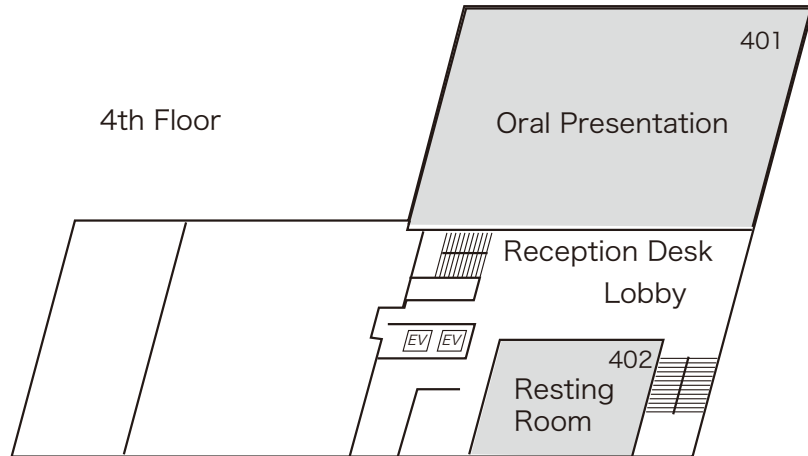 401
4th Floor
Oral Presentation
Reception Desk
Lobby
EV EV
402
Resting
Room